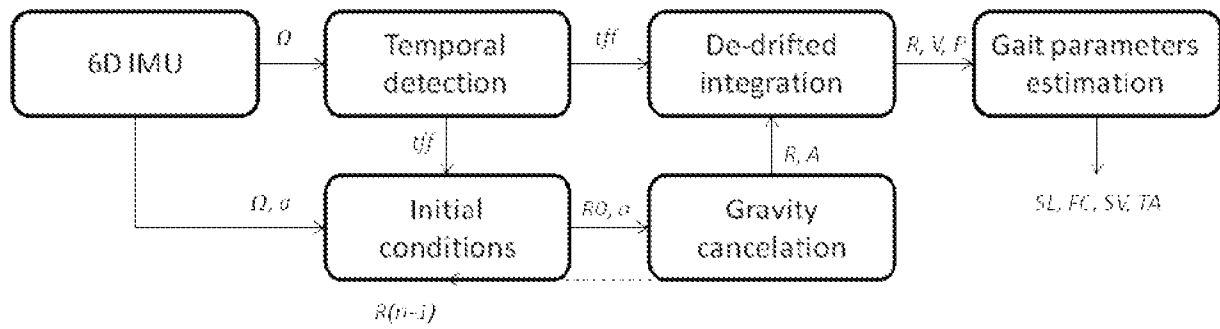 6D IMU
Ω
Temporal
detection
tff
De-drifted
integration
R, V, P
Gait parameters
estimation
tff
R, A
Ω, a
Initial
conditions
R0, a
Gravity
cancelation
SL, FC, SV, TA
R(n-1)